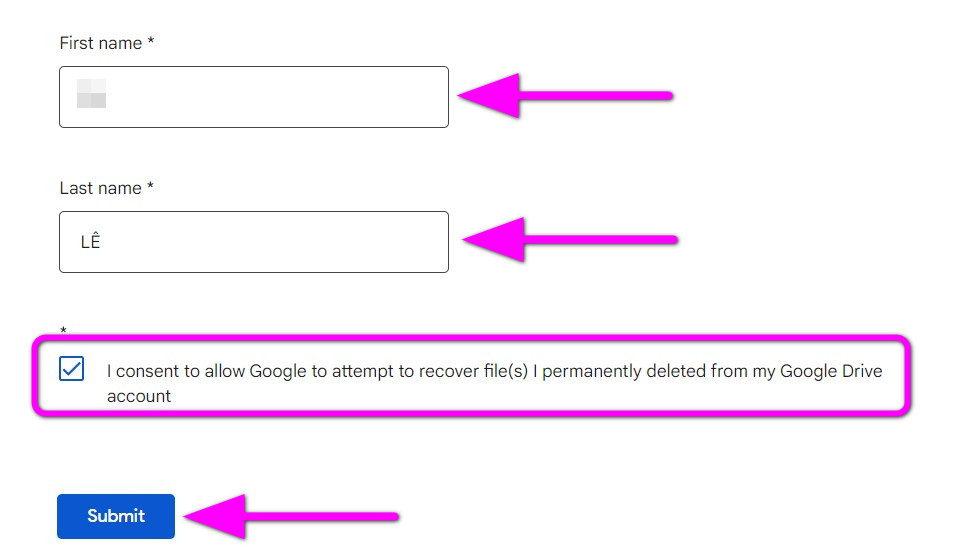 First name *
Last name *
LÊ
*
I consent to allow Google to attempt to recover file(s) I permanently deleted from my Google Drive
account
Submit